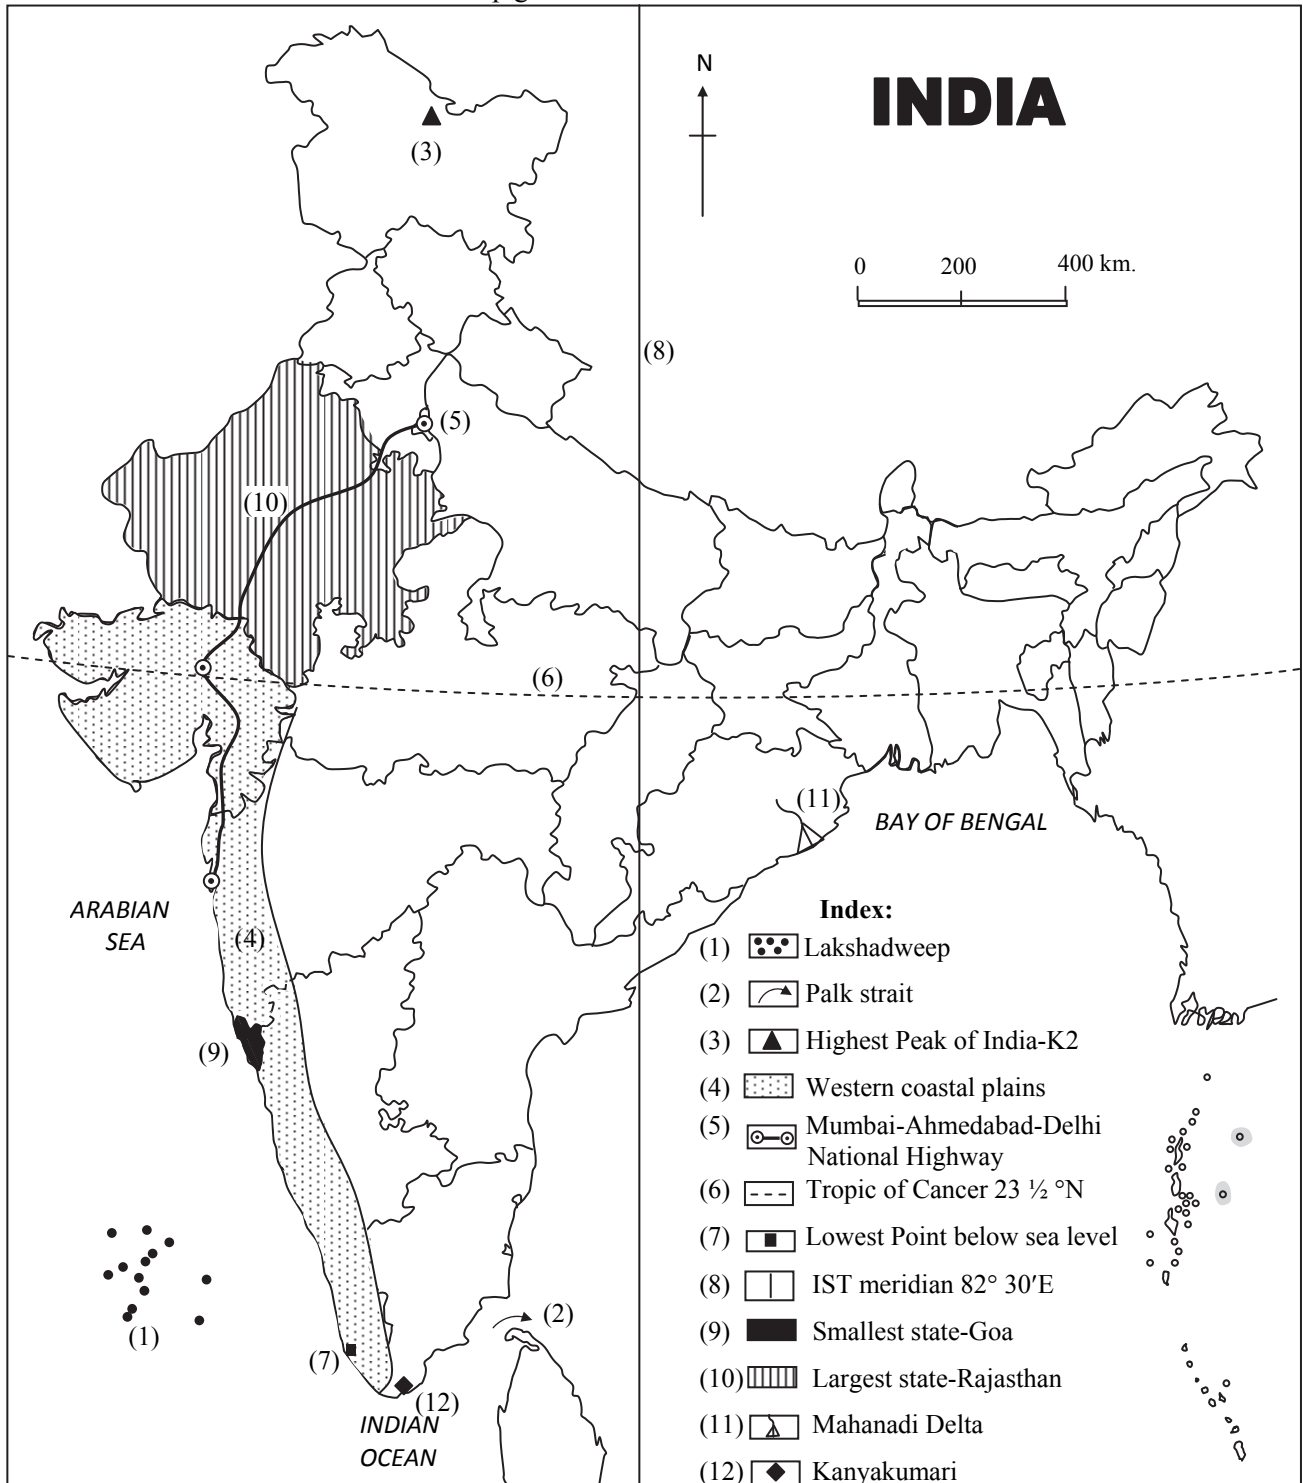 N
INDIA
(3)
0 200 400 km.
(8)
(5)
(10)
(6)
(11)
BAY OF BENGAL
ARABIAN
SEA
(4)
(9)
(2)
(1)
(7)
(12)
INDIAN
OCEAN
Index:
(1) Lakshadweep
(2) Palk strait
(3) Highest Peak of India-K2
(4) Western coastal plains
(5) Mumbai-Ahmedabad-Delhi
National Highway
(6) Tropic of Cancer 23 ½ °N
(7) Lowest Point below sea level
(8) IST meridian 82° 30′E
(9) Smallest state-Goa
(10) Largest state-Rajasthan
(11) Mahanadi Delta
(12) Kanyakumari